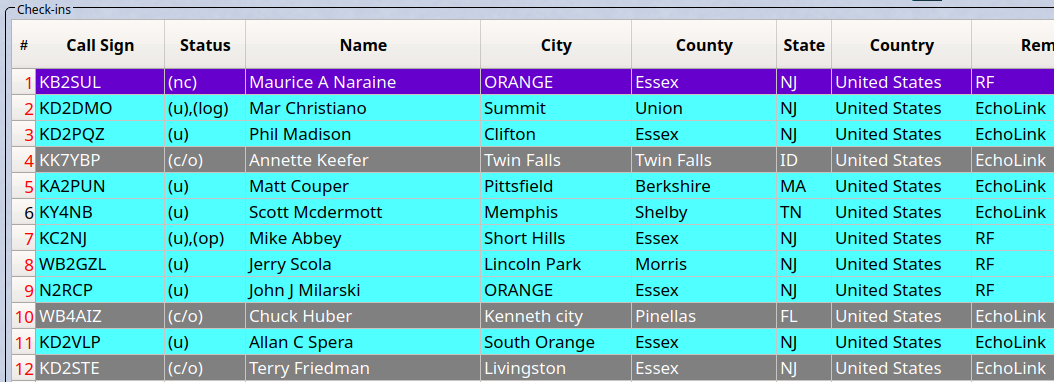 Check-ins
# Call Sign Status Name City County State Country Rem
1 KB2SUL (nc) Maurice A Naraine ORANGE Essex NJ United States RF
2 KD2DMO (u),(log) Mar Christiano Summit Union NJ United States EchoLink
3 KD2PQZ (u) Phil Madison Clifton Essex NJ United States EchoLink
4 KK7YBP (c/o) Annette Keefer Twin Falls Twin Falls ID United States EchoLink
5 KA2PUN (u) Matt Couper Pittsfield Berkshire MA United States EchoLink
6 KY4NB (u) Scott Mcdermott Memphis Shelby TN United States EchoLink
7 KC2NJ (u),(op) Mike Abbey Short Hills Essex NJ United States RF
8 WB2GZL (u) Jerry Scola Lincoln Park Morris NJ United States RF
9 N2RCP (u) John J Milarski ORANGE Essex NJ United States RF
10 WB4AIZ (c/o) Chuck Huber Kenneth city Pinellas FL United States EchoLink
11 KD2VLP (u) Allan C Spera South Orange Essex NJ United States EchoLink
12 KD2STE (c/o) Terry Friedman Livingston Essex NJ United States EchoLink